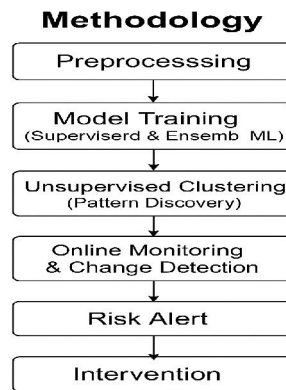 Methodology
Preprocesssing
Model Training
(Superviserd & Ensemb ML)
Unsupervised Clustering
(Pattern Discovery)
Online Monitoring
& Change Detection
Risk Alert
Intervention